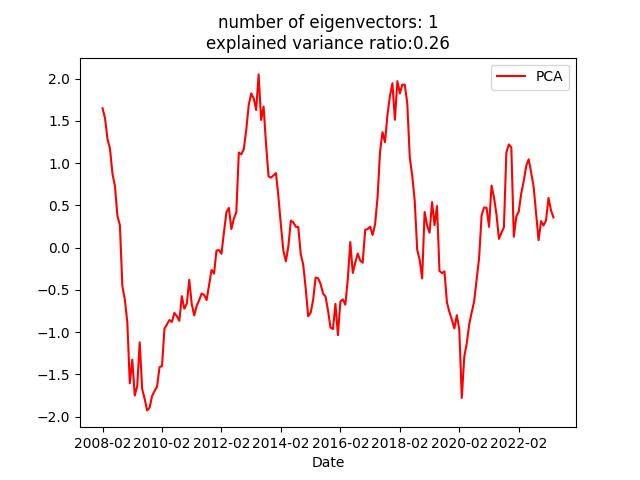 number of eigenvectors: 1
explained variance ratio:0.26
PCA
2.0
1.5
1.0
0.5
0.0
−0.5
−1.0
−1.5
−2.0
2008-02 2010-02 2012-02 2014-02 2016-02 2018-02 2020-02 2022-02
Date